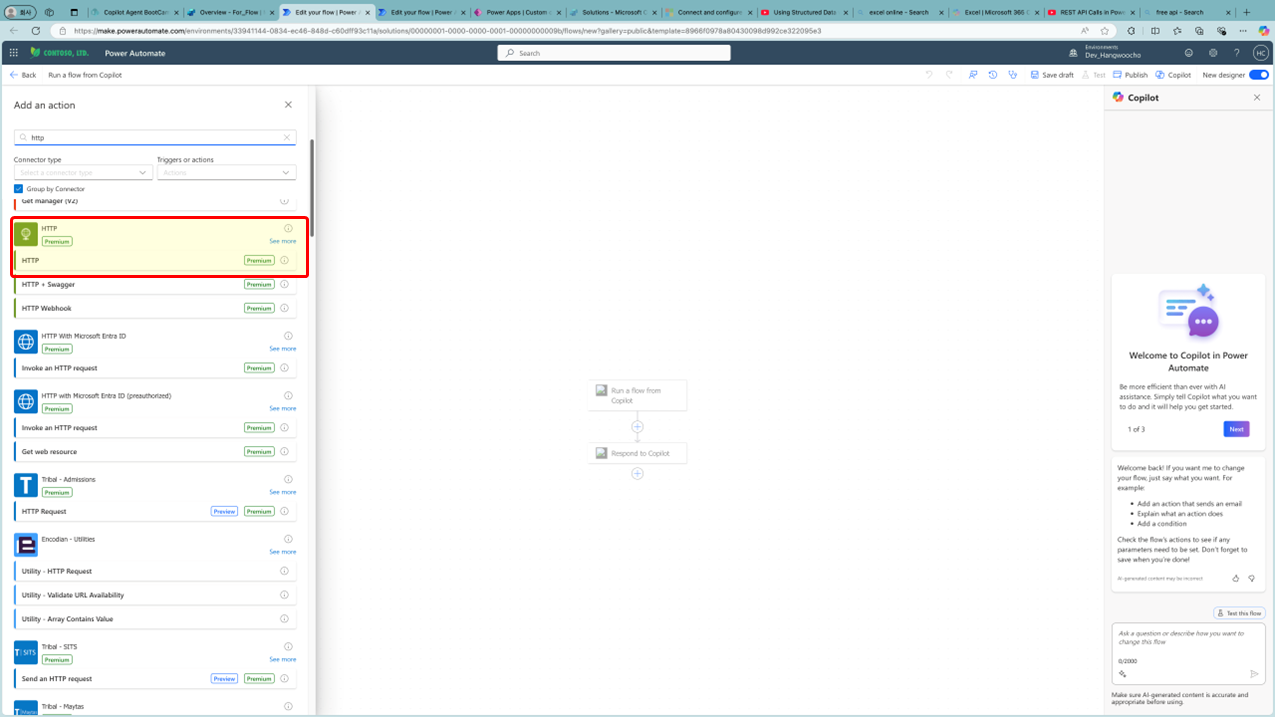 회사
Copilot Agent BootCam
Overview - For_Flow |
Edit your flow | Power A
Edit your flow | Power A
Power Apps | Custom
Solutions - Microsoft C
Connect and configure
Using Structured Data
excel online - Search
Excel | Microsoft 365 C
REST API Calls in Powe
free api - Search
https://make.powerautomate.com/environments/33941144-0834-ec46-848d-c60dff93c11a/solutions/00000001-0000-0000-0001-00000000009b/flows/new?gallery=public&template=8966f0978a80430098d992ce322095e3
CONTOSO, LTD.
Power Automate
Search
Environments
Dev_Hangwoocho
HC
Back
Run a flow from Copilot
Save draft
Test
Publish
Copilot
New designer
Add an action
http
Connector type
Triggers or actions
Select a connector type
Actions
Group by Connector
Get manager (V2)
HTTP
Premium
See more
HTTP
Premium
HTTP + Swagger
Premium
HTTP Webhook
Premium
HTTP With Microsoft Entra ID
Premium
See more
Invoke an HTTP request
Premium
HTTP with Microsoft Entra ID (preauthorized)
Premium
See more
Invoke an HTTP request
Premium
Get web resource
Premium
T
Tribal - Admissions
Premium
See more
HTTP Request
Preview
Premium
Encodian - Utilities
See more
Utility - HTTP Request
Utility - Validate URL Availability
Utility - Array Contains Value
T|SITS
Tribal - SITS
Premium
See more
Send an HTTP request
Preview
Premium
Tribal - Maytas
Run a flow from
Copilot
Respond to Copilot
Copilot
Welcome to Copilot in Power
Automate
Be more efficient than ever with AI
assistance. Simply tell Copilot what you want
to do and it will help you get started.
1 of 3
Next
Welcome back! If you want me to change
your flow, just say what you want. For
example:
• Add an action that sends an email
• Explain what an action does
• Add a condition
Check the flow's actions to see if any
parameters need to be set. Don't forget to
save when you're done!
AI-generated content may be incorrect
Test this flow
Ask a question or describe how you want to
change this flow
0/2000
Make sure AI-generated content is accurate and
appropriate before using.